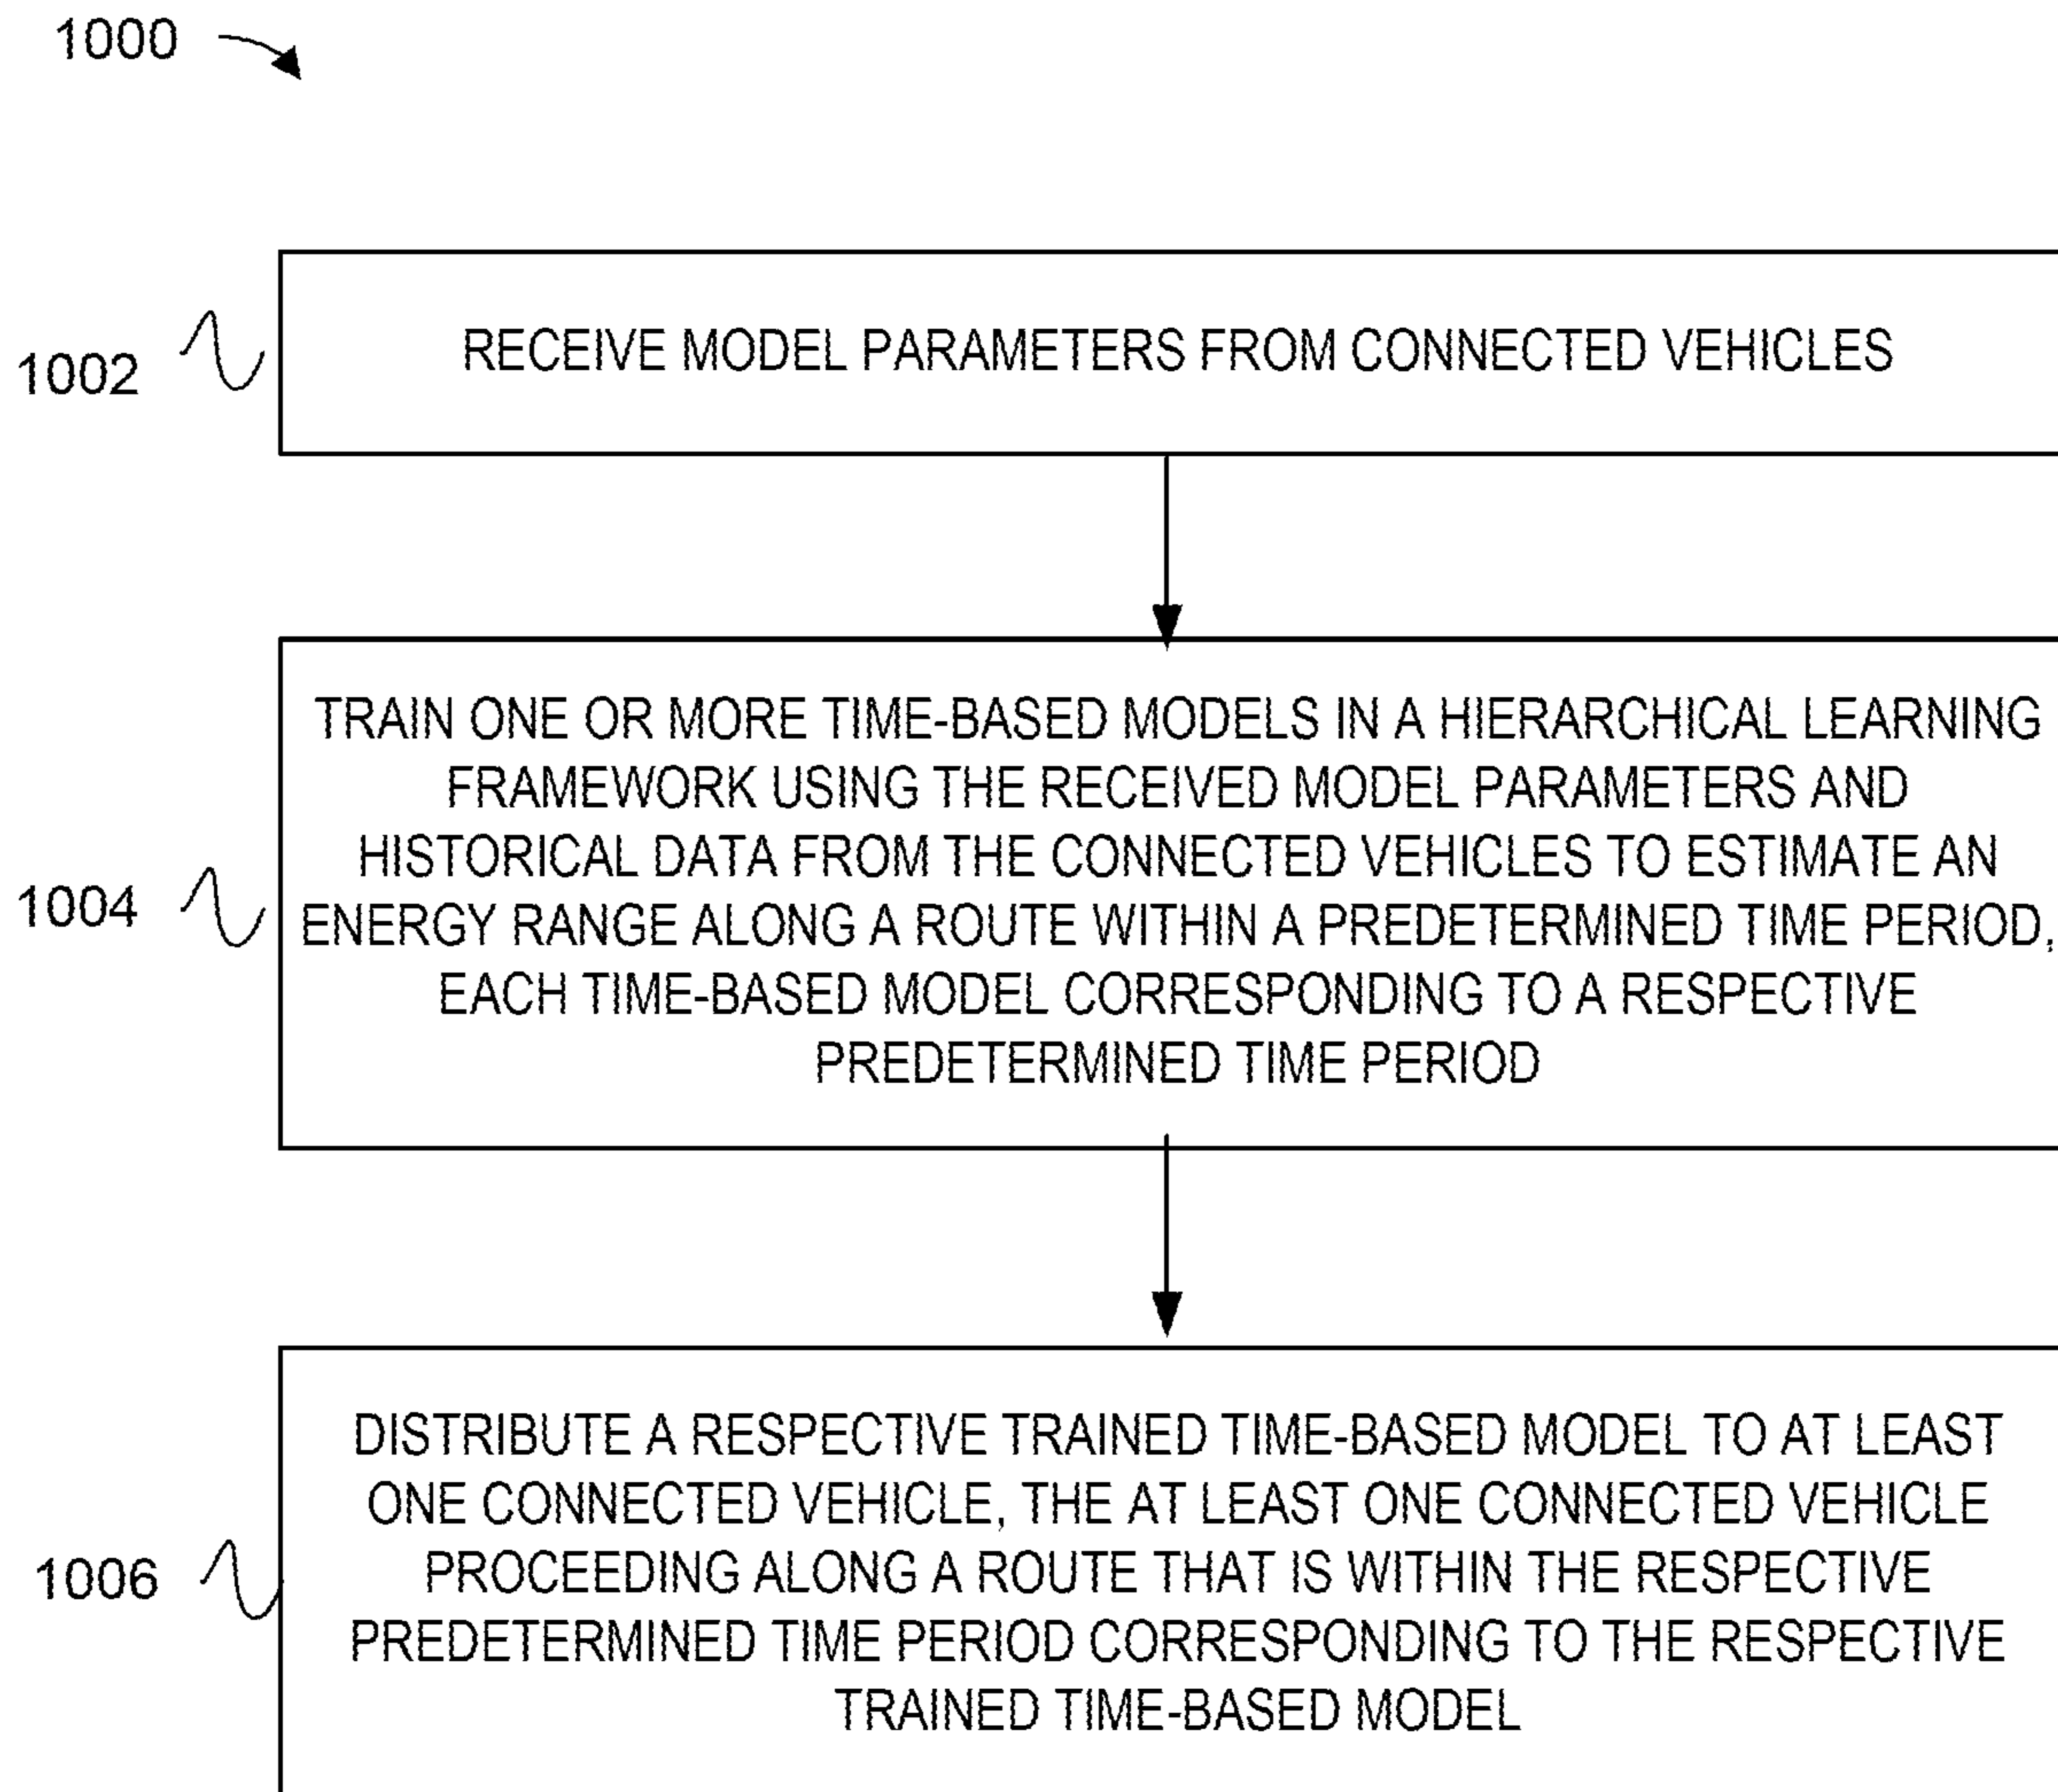 1000
1002
RECEIVE MODEL PARAMETERS FROM CONNECTED VEHICLES
1004
TRAIN ONE OR MORE TIME-BASED MODELS IN A HIERARCHICAL LEARNING
FRAMEWORK USING THE RECEIVED MODEL PARAMETERS AND
HISTORICAL DATA FROM THE CONNECTED VEHICLES TO ESTIMATE AN
ENERGY RANGE ALONG A ROUTE WITHIN A PREDETERMINED TIME PERIOD,
EACH TIME-BASED MODEL CORRESPONDING TO A RESPECTIVE
PREDETERMINED TIME PERIOD
1006
DISTRIBUTE A RESPECTIVE TRAINED TIME-BASED MODEL TO AT LEAST
ONE CONNECTED VEHICLE, THE AT LEAST ONE CONNECTED VEHICLE
PROCEEDING ALONG A ROUTE THAT IS WITHIN THE RESPECTIVE
PREDETERMINED TIME PERIOD CORRESPONDING TO THE RESPECTIVE
TRAINED TIME-BASED MODEL